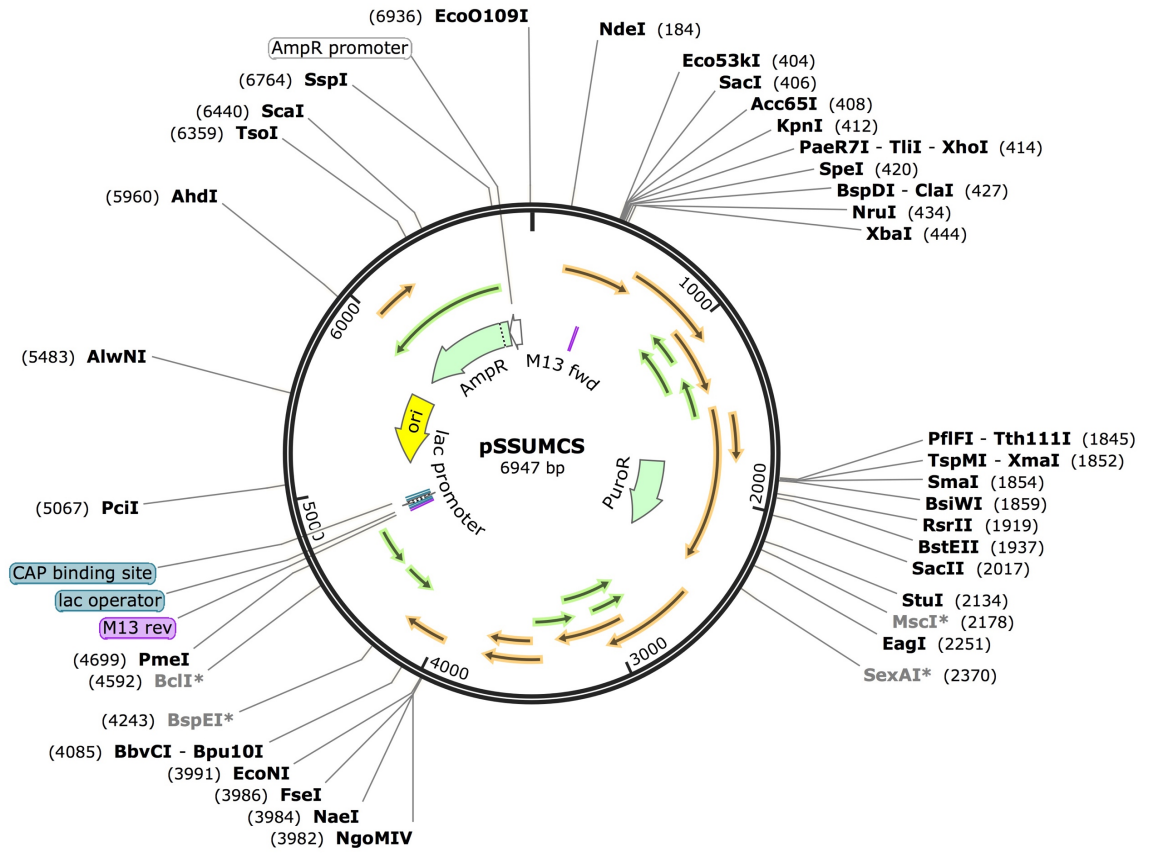 (6936) EcoO109I
NdeI (184)
AmpR promoter
(6764) SspI
(6440) ScaI
(6359) TsoI
(5960) AhdI
(5483) AlwNI
(5067) PciI
CAP binding site
lac operator
M13 rev
(4699) PmeI
(4592) BclI*
(4243) BspEI*
(4085) BbvCI - Bpu10I
(3991) EcoNI
(3986) FseI
(3984) NaeI
(3982) NgoMIV
Eco53kI (404)
SacI (406)
Acc65I (408)
KpnI (412)
PaeR7I - TliI - XhoI (414)
SpeI (420)
BspDI - ClaI (427)
NruI (434)
XbaI (444)
PflFI - Tth111I (1845)
TspMI - XmaI (1852)
SmaI (1854)
BsiWI (1859)
RsrII (1919)
BstEII (1937)
SacII (2017)
StuI (2134)
MscI* (2178)
EagI (2251)
SexAI* (2370)
1000
2000
3000
4000
5000
6000
AmpR
M13 fwd
ori
lac promoter
PuroR
pSSUMCS
6947 bp